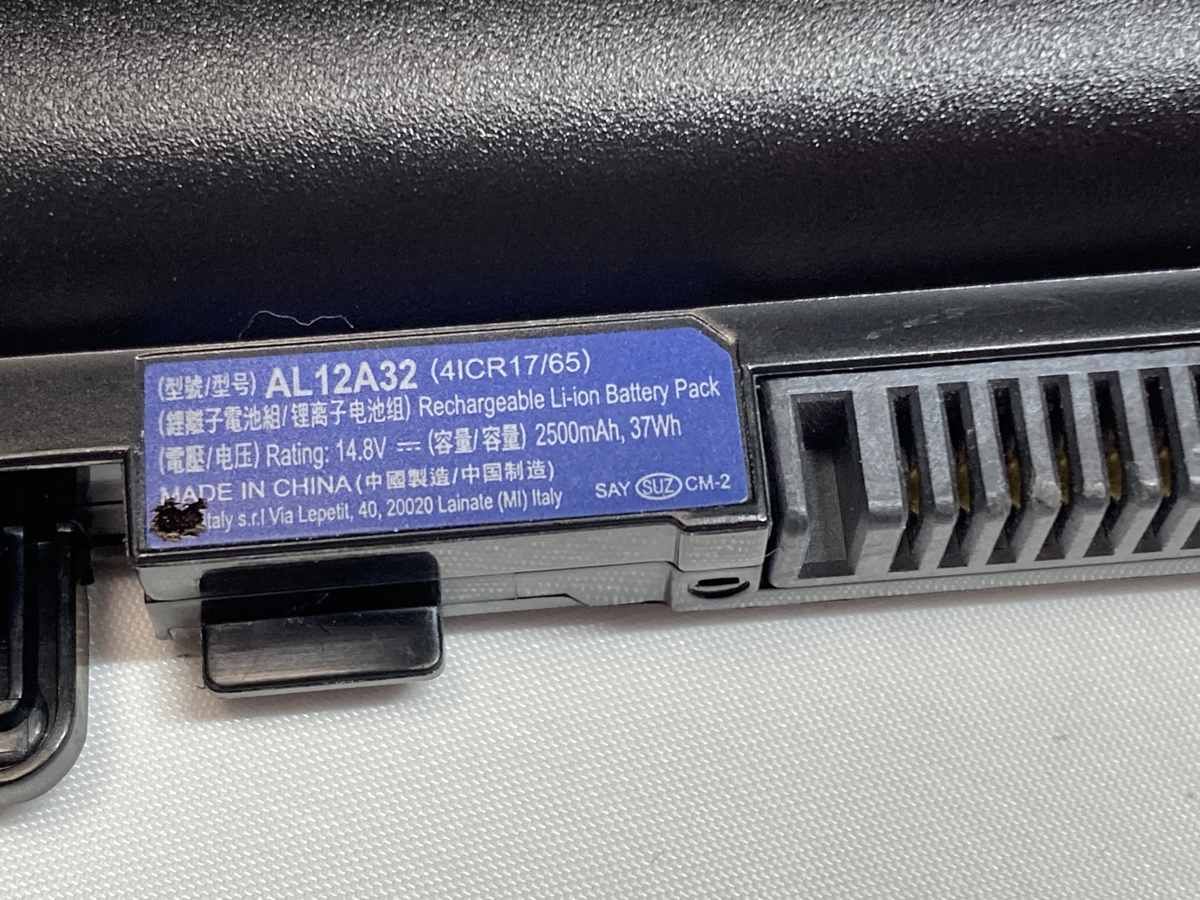 (型號/型号) AL12A32 (4ICR17/65)
(鋰離子電池組/锂离子电池组) Rechargeable Li-ion Battery Pack
(電壓/电压) Rating: 14.8V ⎓ (容量/容量) 2500mAh, 37Wh
MADE IN CHINA (中國製造/中国制造)
Italy s.r.l Via Lepetit, 40, 20020 Lainate (MI) Italy
SAY SUZ CM-2